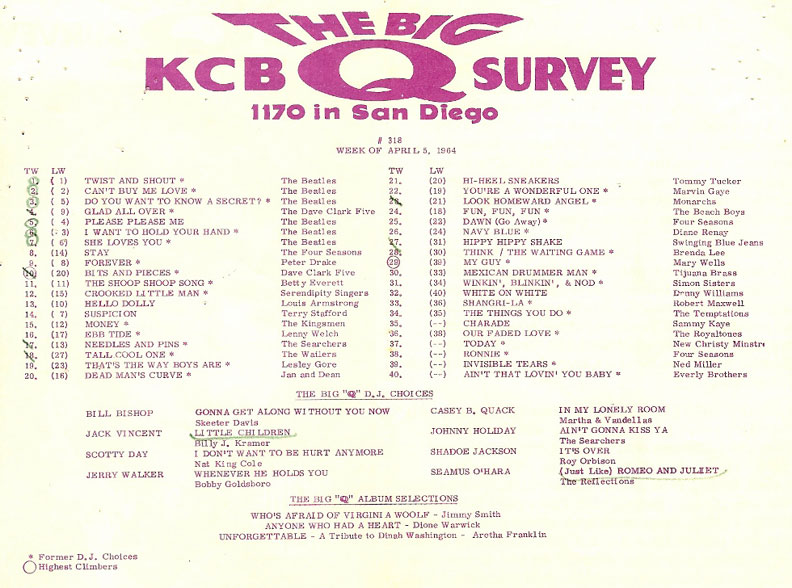 THE BIG
KCBQ SURVEY
1170 in San Diego
# 318
WEEK OF APRIL 5, 1964
TW LW
1. ( 1) TWIST AND SHOUT * The Beatles
2. ( 2) CAN'T BUY ME LOVE * The Beatles
3. ( 5) DO YOU WANT TO KNOW A SECRET? * The Beatles
4. ( 9) GLAD ALL OVER * The Dave Clark Five
5. ( 4) PLEASE PLEASE ME The Beatles
6. ( 3) I WANT TO HOLD YOUR HAND * The Beatles
7. ( 6) SHE LOVES YOU * The Beatles
8. (14) STAY The Four Seasons
9. ( 8) FOREVER * Peter Drake
10. (20) BITS AND PIECES * Dave Clark Five
11. (11) THE SHOOP SHOOP SONG * Betty Everett
12. (15) CROOKED LITTLE MAN * Serendipity Singers
13. (10) HELLO DOLLY Louis Armstrong
14. ( 7) SUSPICION Terry Stafford
15. (12) MONEY * The Kingsmen
16. (17) EBB TIDE * Lenny Welch
17. (13) NEEDLES AND PINS * The Searchers
18. (27) TALL COOL ONE * The Wailers
19. (23) THAT'S THE WAY BOYS ARE * Lesley Gore
20. (16) DEAD MAN'S CURVE * Jan and Dean
TW LW
21. (20) HI-HEEL SNEAKERS Tommy Tucker
22. (19) YOU'RE A WONDERFUL ONE * Marvin Gaye
23. (21) LOOK HOMEWARD ANGEL * Monarchs
24. (18) FUN, FUN, FUN * The Beach Boys
25. (22) DAWN (Go Away) * Four Seasons
26. (24) NAVY BLUE * Diane Renay
27. (31) HIPPY HIPPY SHAKE Swinging Blue Jeans
28. (30) THINK / THE WAITING GAME * Brenda Lee
29. (39) MY GUY * Mary Wells
30. (33) MEXICAN DRUMMER MAN * Tijuana Brass
31. (34) WINKIN', BLINKIN', & NOD * Simon Sisters
32. (40) WHITE ON WHITE Denny Williams
33. (36) SHANGRI-LA * Robert Maxwell
34. (35) THE THINGS YOU DO * The Temptations
35. (--) CHARADE Sammy Kaye
36. (38) OUR FADED LOVE * The Royaltones
37. (--) TODAY * New Christy Minstre
38. (--) RONNIE * Four Seasons
39. (--) INVISIBLE TEARS * Ned Miller
40. (--) AIN'T THAT LOVIN' YOU BABY * Everly Brothers
THE BIG "Q" D.J. CHOICES
BILL BISHOP GONNA GET ALONG WITHOUT YOU NOW
Skeeter Davis
JACK VINCENT LITTLE CHILDREN
Billy J. Kramer
SCOTTY DAY I DON'T WANT TO BE HURT ANYMORE
Nat King Cole
JERRY WALKER WHENEVER HE HOLDS YOU
Bobby Goldsboro
CASEY B. QUACK IN MY LONELY ROOM
Martha & Vandellas
JOHNNY HOLIDAY AIN'T GONNA KISS YA
The Searchers
SHADOE JACKSON IT'S OVER
Roy Orbison
SEAMUS O'HARA (Just Like) ROMEO AND JULIET
The Reflections
THE BIG "Q" ALBUM SELECTIONS
WHO'S AFRAID OF VIRGINIA WOOLF - Jimmy Smith
ANYONE WHO HAD A HEART - Dione Warwick
UNFORGETTABLE - A Tribute to Dinah Washington - Aretha Franklin
* Former D.J. Choices
Highest Climbers